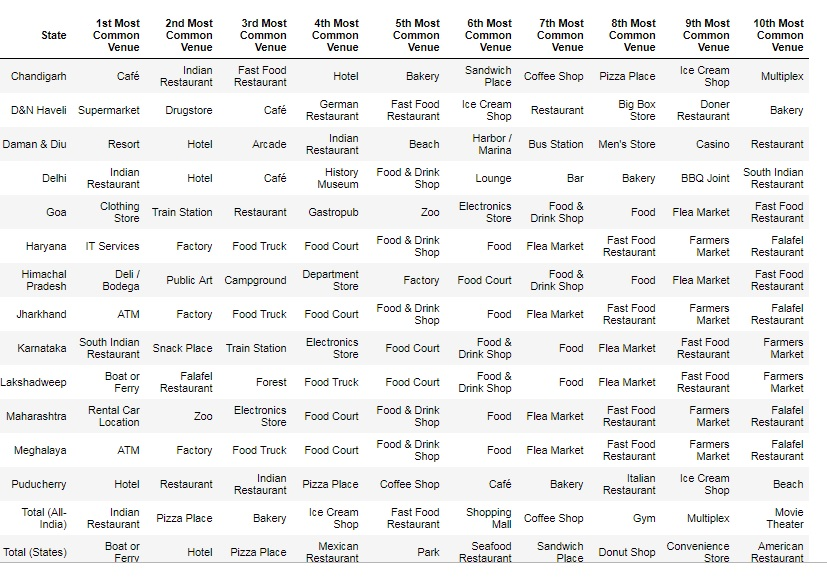 State 1st Most Common Venue 2nd Most Common Venue 3rd Most Common Venue 4th Most Common Venue 5th Most Common Venue 6th Most Common Venue 7th Most Common Venue 8th Most Common Venue 9th Most Common Venue 10th Most Common Venue
Chandigarh Café Indian Restaurant Fast Food Restaurant Hotel Bakery Sandwich Place Coffee Shop Pizza Place Ice Cream Shop Multiplex
D&N Haveli Supermarket Drugstore Café German Restaurant Fast Food Restaurant Ice Cream Shop Restaurant Big Box Store Doner Restaurant Bakery
Daman & Diu Resort Hotel Arcade Indian Restaurant Beach Harbor / Marina Bus Station Men's Store Casino Restaurant
Delhi Indian Restaurant Hotel Café History Museum Food & Drink Shop Lounge Bar Bakery BBQ Joint South Indian Restaurant
Goa Clothing Store Train Station Restaurant Gastropub Zoo Electronics Store Food & Drink Shop Food Flea Market Fast Food Restaurant
Haryana IT Services Factory Food Truck Food Court Food & Drink Shop Food Flea Market Fast Food Restaurant Farmers Market Falafel Restaurant
Himachal Pradesh Deli / Bodega Public Art Campground Department Store Factory Food Court Food & Drink Shop Food Flea Market Fast Food Restaurant
Jharkhand ATM Factory Food Truck Food Court Food & Drink Shop Food Flea Market Fast Food Restaurant Farmers Market Falafel Restaurant
Karnataka South Indian Restaurant Snack Place Train Station Electronics Store Food Court Food & Drink Shop Food Flea Market Fast Food Restaurant Farmers Market
Lakshadweep Boat or Ferry Falafel Restaurant Forest Food Truck Food Court Food & Drink Shop Food Flea Market Fast Food Restaurant Farmers Market
Maharashtra Rental Car Location Zoo Electronics Store Food Court Food & Drink Shop Food Flea Market Fast Food Restaurant Farmers Market Falafel Restaurant
Meghalaya ATM Factory Food Truck Food Court Food & Drink Shop Food Flea Market Fast Food Restaurant Farmers Market Falafel Restaurant
Puducherry Hotel Restaurant Indian Restaurant Pizza Place Coffee Shop Café Bakery Italian Restaurant Ice Cream Shop Beach
Total (All-India) Indian Restaurant Pizza Place Bakery Ice Cream Shop Fast Food Restaurant Shopping Mall Coffee Shop Gym Multiplex Movie Theater
Total (States) Boat or Ferry Hotel Pizza Place Mexican Restaurant Park Seafood Restaurant Sandwich Place Donut Shop Convenience Store American Restaurant